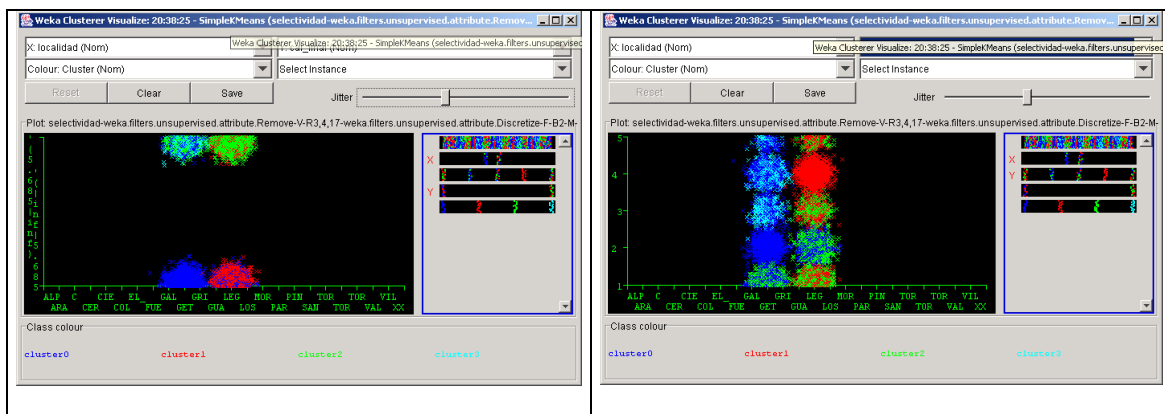 Weka Clusterer Visualize: 20:38:25 - SimpleKMeans (selectividad-weka.filters.unsupervised.attribute.Remov...
X: localidad (Nom)
Weka Clusterer Visualize: 20:38:25 - SimpleKMeans (selectividad-weka.filters.unsupervised
Colour: Cluster (Nom)
Select Instance
Reset
Clear
Save
Jitter
Plot: selectividad-weka.filters.unsupervised.attribute.Remove-V-R3,4,17-weka.filters.unsupervised.attribute.Discretize-F-B2-M-
X
Y
ALP C CIE EL_ GAL GRI LEG MOR PIN TOR TOR VIL
ARA CER COL FUE GET GUA LOS PAR SAN TOR VAL XX
Class colour
cluster0 cluster1 cluster2 cluster3
Weka Clusterer Visualize: 20:38:25 - SimpleKMeans (selectividad-weka.filters.unsupervised.attribute.Remov...
X: localidad (Nom)
Weka Clusterer Visualize: 20:38:25 - SimpleKMeans (selectividad-weka.filters.unsupervised
Colour: Cluster (Nom)
Select Instance
Reset
Clear
Save
Jitter
Plot: selectividad-weka.filters.unsupervised.attribute.Remove-V-R3,4,17-weka.filters.unsupervised.attribute.Discretize-F-B2-M-
5
4
3
2
1
X
Y
ALP C CIE EL_ GAL GRI LEG MOR PIN TOR TOR VIL
ARA CER COL FUE GET GUA LOS PAR SAN TOR VAL XX
Class colour
cluster0 cluster1 cluster2 cluster3